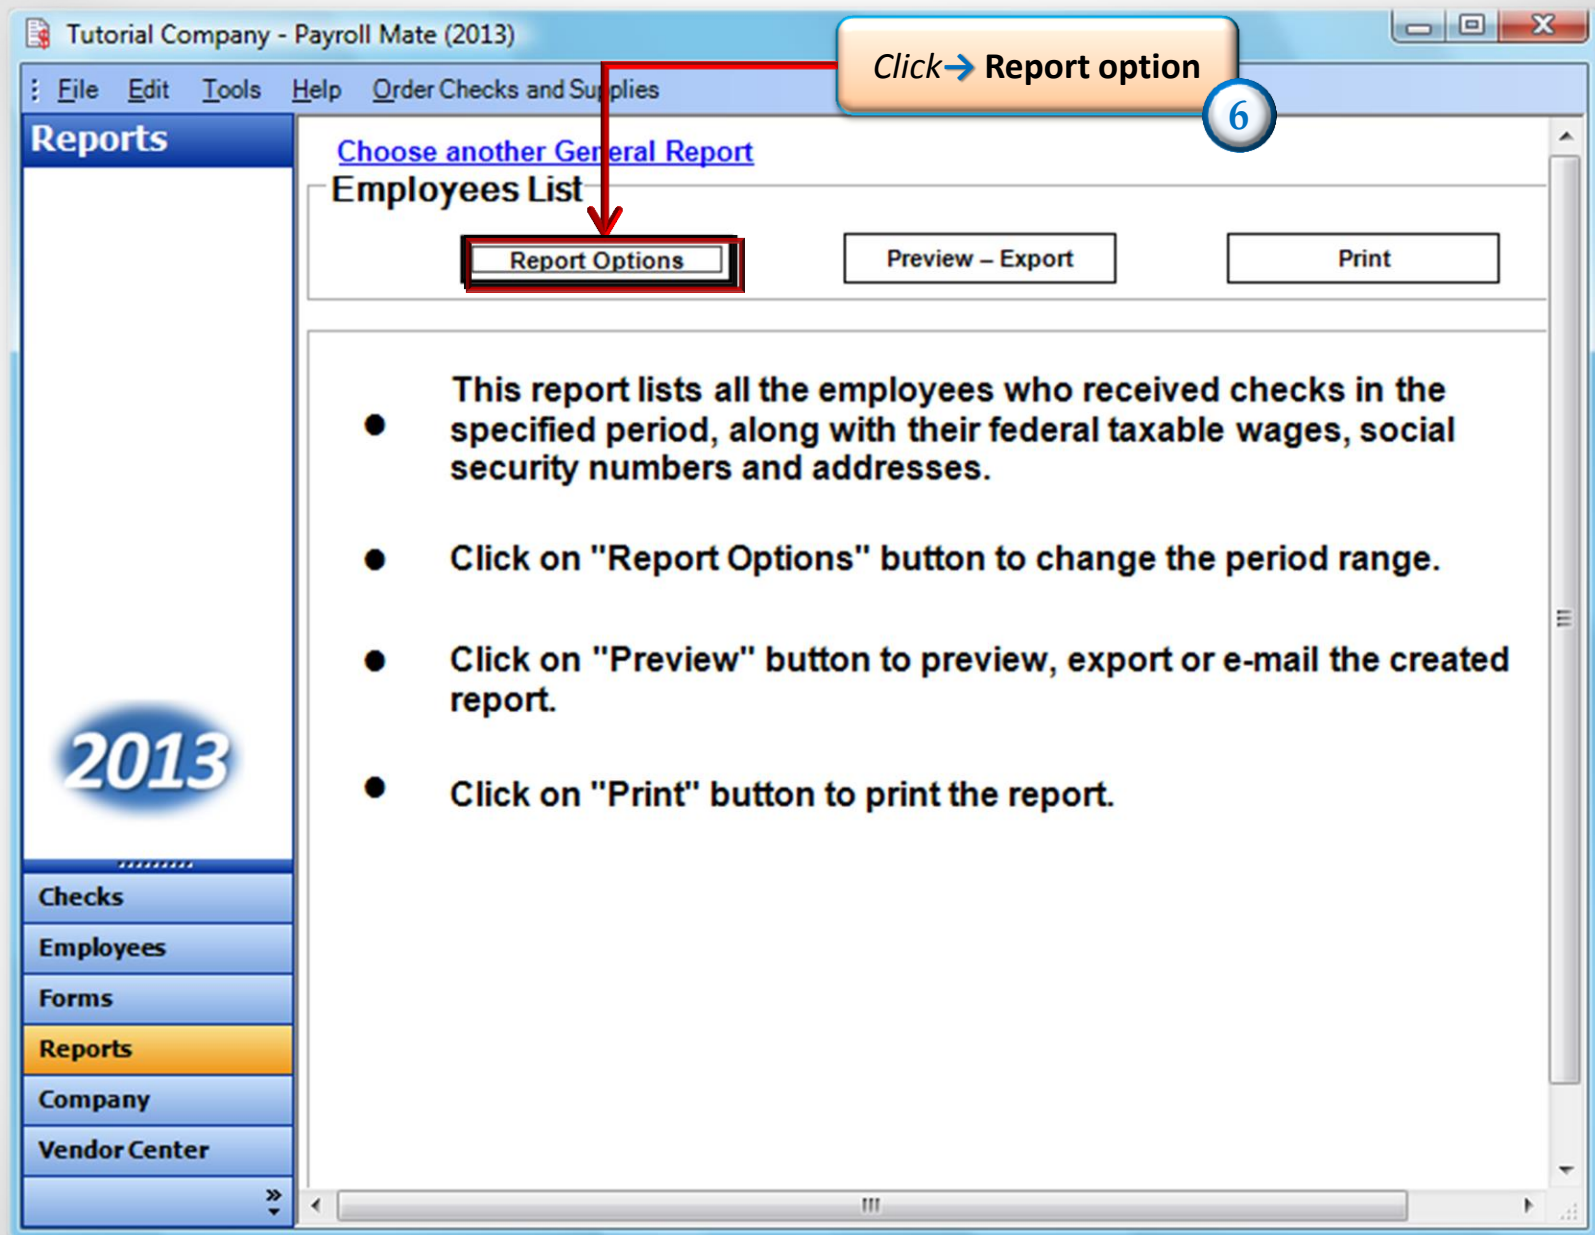 Tutorial Company - Payroll Mate (2013)
Click→ Report option
6
File Edit Tools Help Order Checks and Supplies
Reports
Choose another General Report
Employees List
Report Options
Preview – Export
Print
This report lists all the employees who received checks in the
specified period, along with their federal taxable wages, social
security numbers and addresses.
Click on "Report Options" button to change the period range.
Click on "Preview" button to preview, export or e-mail the created
report.
Click on "Print" button to print the report.
2013
Checks
Employees
Forms
Reports
Company
Vendor Center